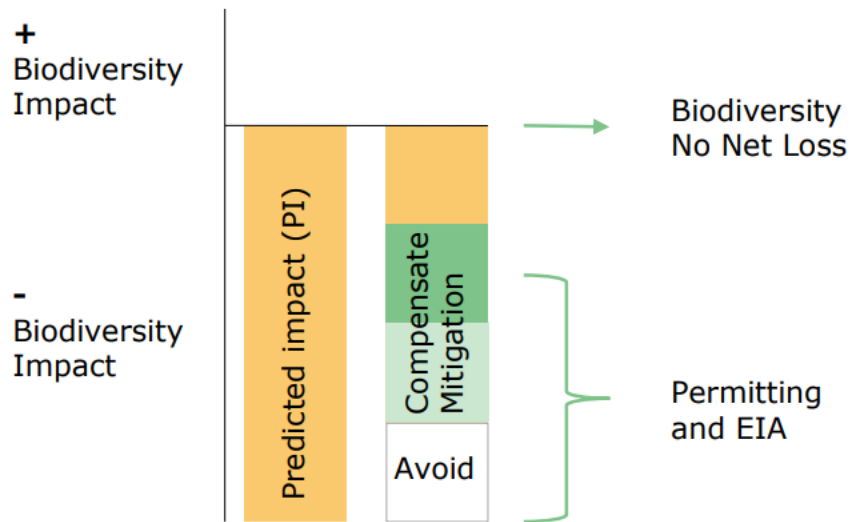 +
Biodiversity
Impact
-
Biodiversity
Impact
Predicted impact (PI)
Compensate
Mitigation
Avoid
Biodiversity
No Net Loss
Permitting
and EIA